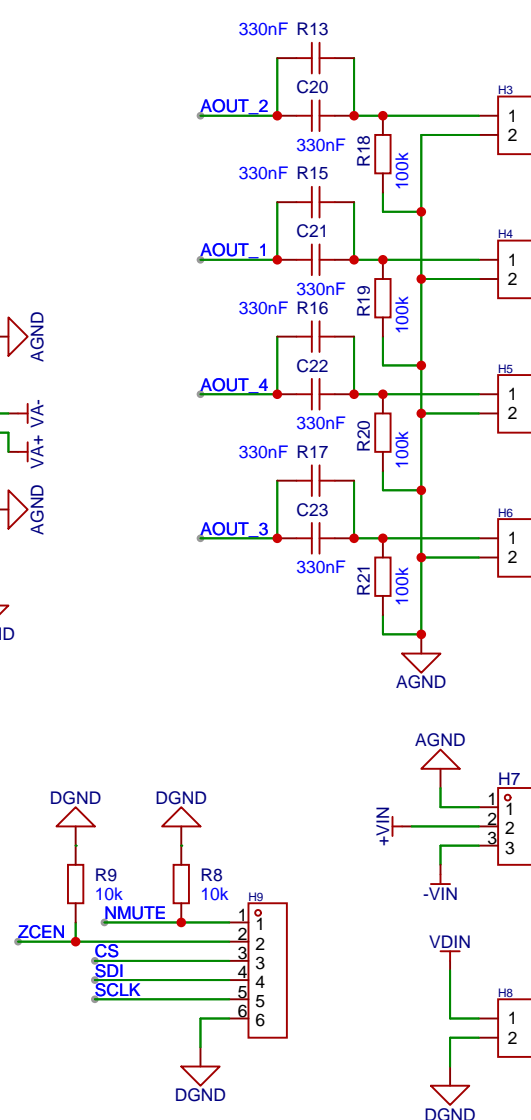 330nF R13
C20
AOUT_2
330nF
R18
100k
H3
1
2
330nF R15
C21
AOUT_1
330nF
R19
100k
H4
1
2
330nF R16
C22
AOUT_4
330nF
R20
100k
H5
1
2
330nF R17
C23
AOUT_3
330nF
R21
100k
H6
1
2
AGND
AGND
VA-
VA+
AGND
ND
AGND
H7
1 1
2 2
3 3
+VIN
-VIN
DGND
DGND
R9
10k
R8
10k
H9
NMUTE
1 1
ZCEN
2 2
CS
3 3
SDI
4 4
SCLK
5 5
6 6
DGND
VDIN
H8
1
2
DGND